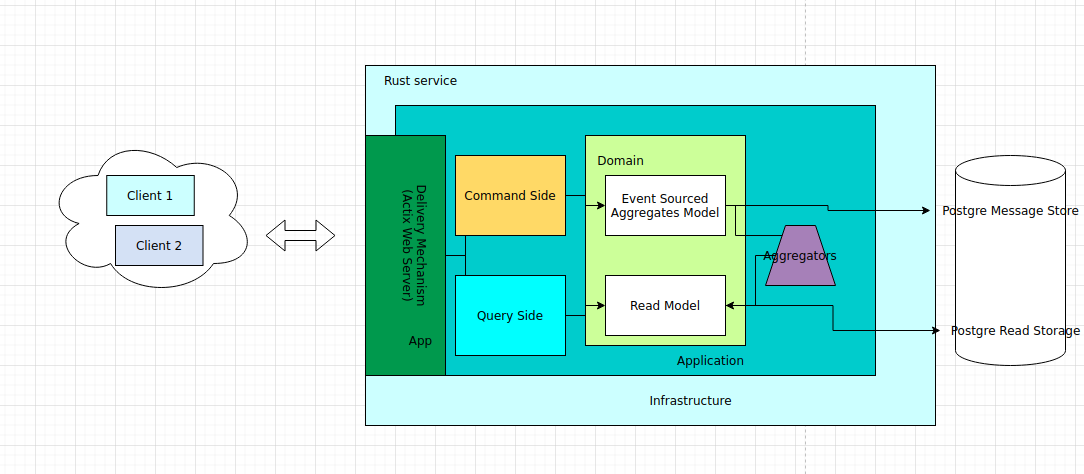 Rust service
Client 1
Client 2
Delivery Mechanism
(Actix Web Server)
App
Command Side
Query Side
Domain
Event Sourced
Aggregates Model
Read Model
Aggregators
Application
Infrastructure
Postgre Message Store
Postgre Read Storage